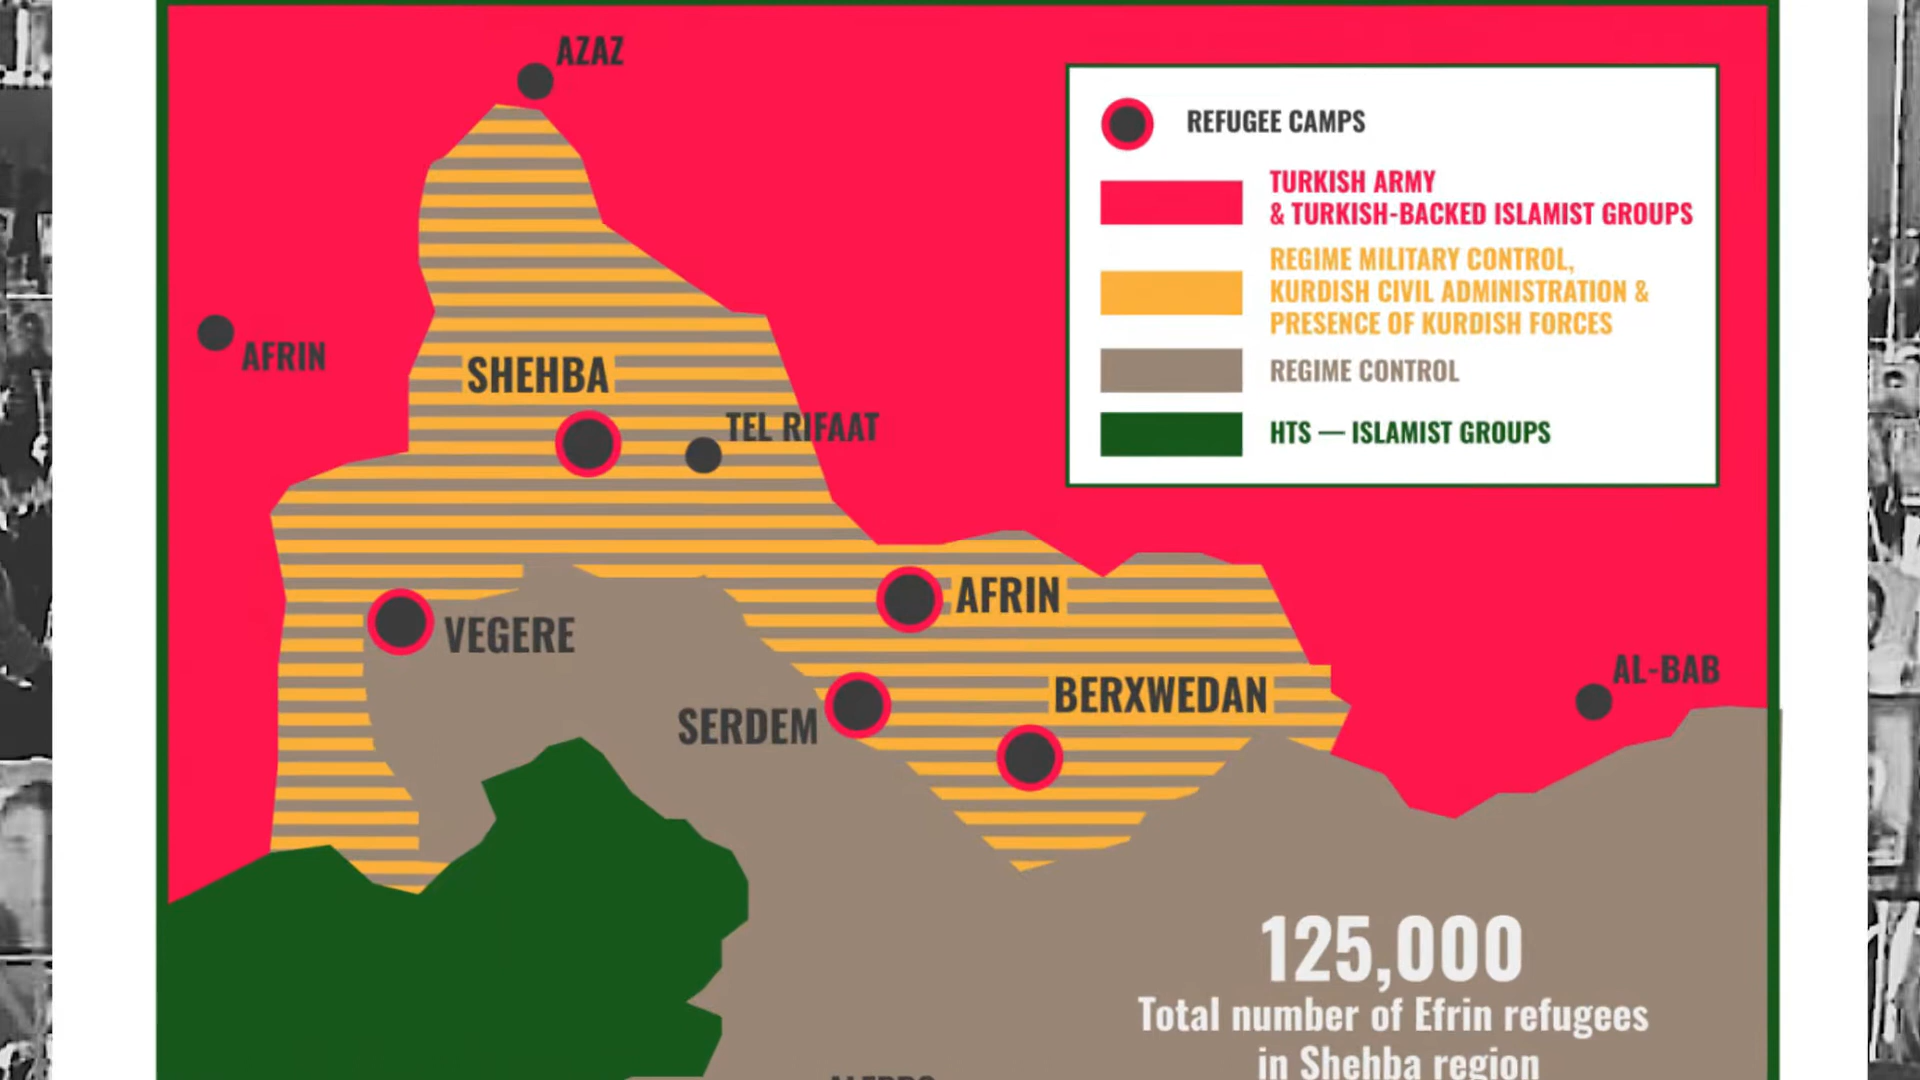 AZAZ
REFUGEE CAMPS
TURKISH ARMY
& TURKISH-BACKED ISLAMIST GROUPS
REGIME MILITARY CONTROL,
KURDISH CIVIL ADMINISTRATION &
PRESENCE OF KURDISH FORCES
REGIME CONTROL
HTS — ISLAMIST GROUPS
AFRIN
SHEHBA
TEL RIFAAT
AFRIN
VEGERE
BERXWEDAN
SERDEM
AL-BAB
125,000
Total number of Efrin refugees
in Shehba region